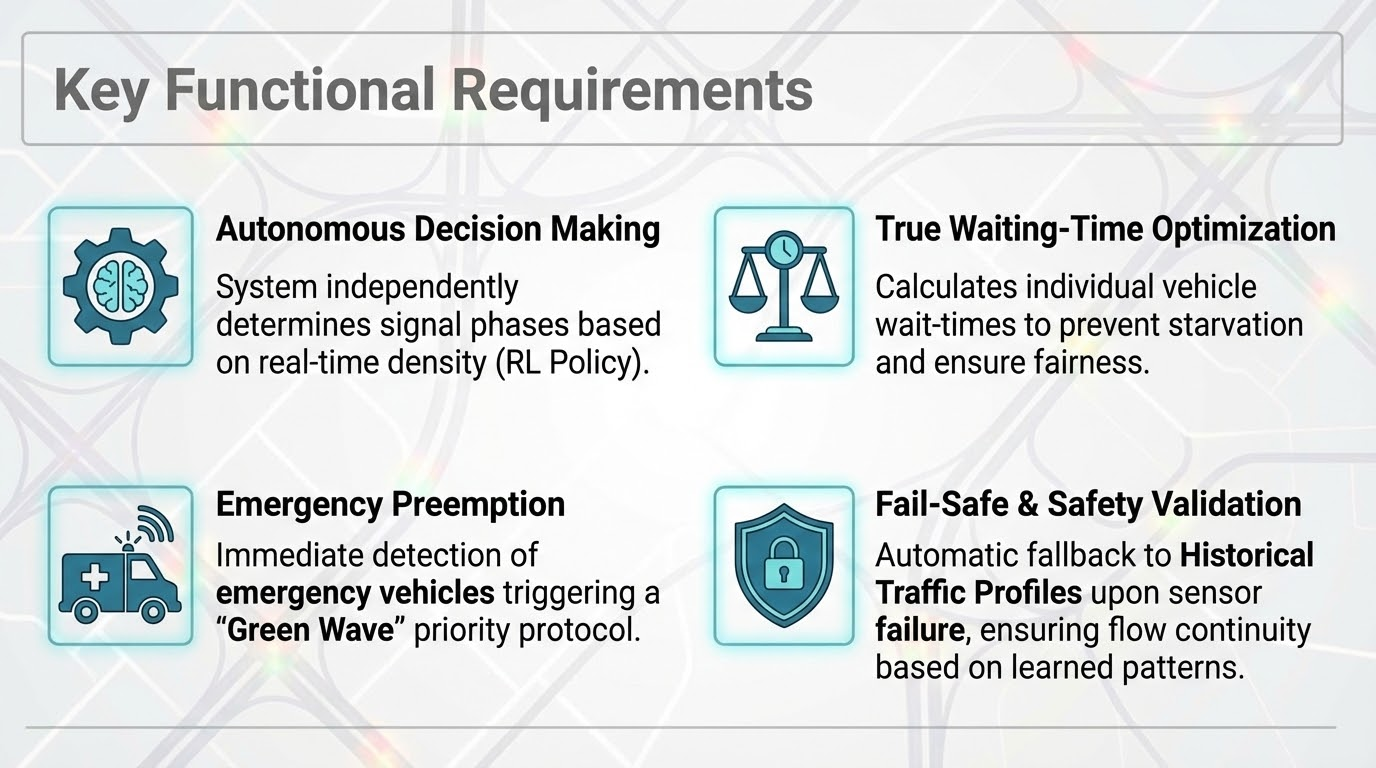 Key Functional Requirements
Autonomous Decision Making
System independently
determines signal phases based
on real-time density (RL Policy).
True Waiting-Time Optimization
Calculates individual vehicle
wait-times to prevent starvation
and ensure fairness.
Emergency Preemption
Immediate detection of
emergency vehicles triggering a
“Green Wave” priority protocol.
Fail-Safe & Safety Validation
Automatic fallback to Historical
Traffic Profiles upon sensor
failure, ensuring flow continuity
based on learned patterns.